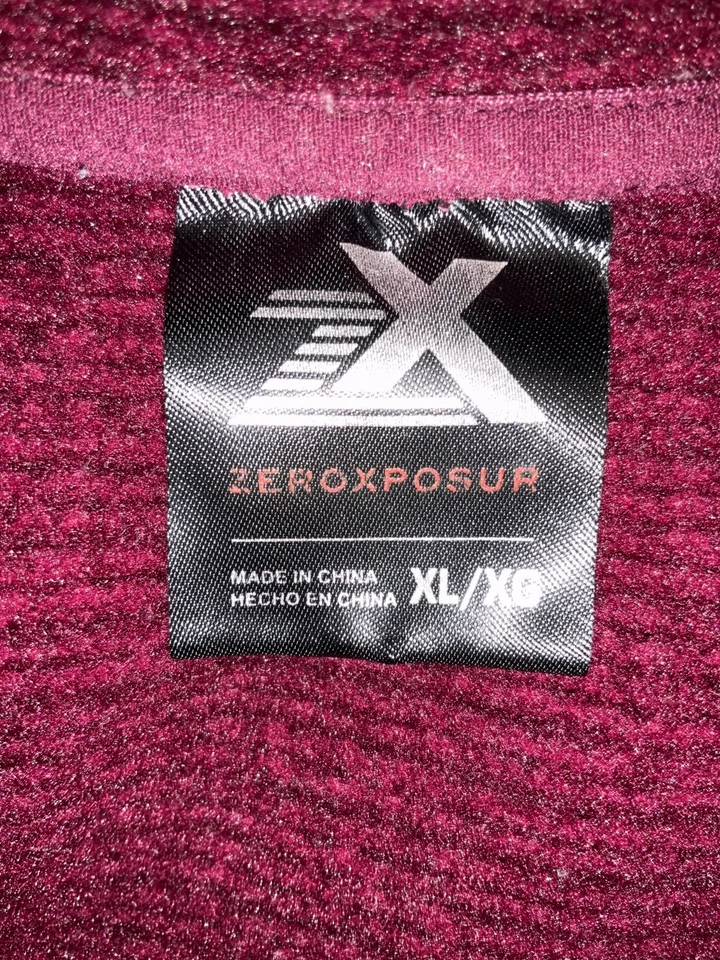 ZX
ZEROXPOSUR
MADE IN CHINA
HECHO EN CHINA
XL/XG